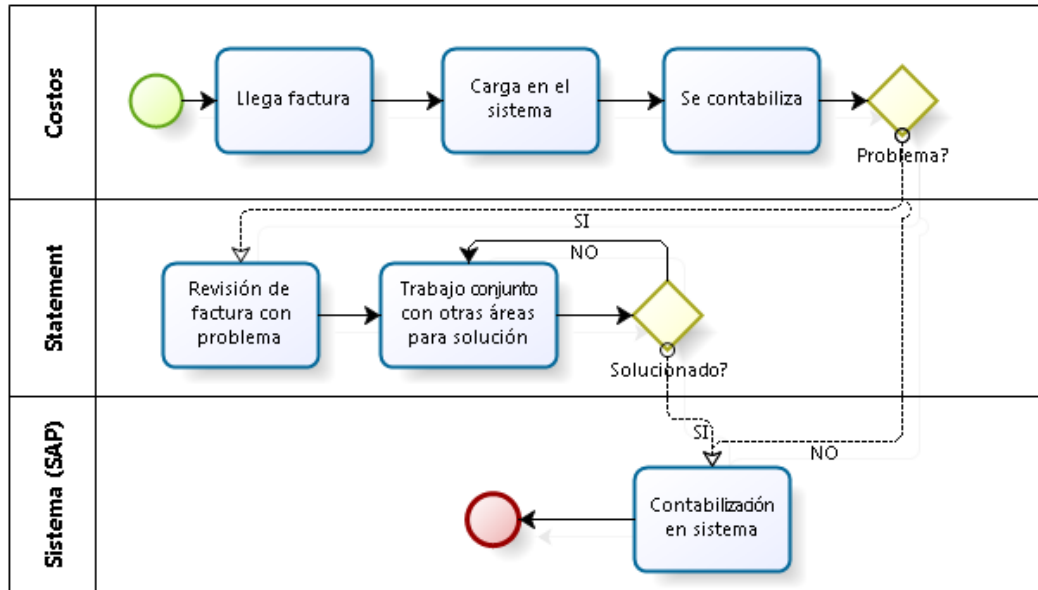 Costos
Llega factura
Carga en el
sistema
Se contabiliza
Problema?
Statement
SI
NO
Revisión de
factura con
problema
Trabajo conjunto
con otras áreas
para solución
Solucionado?
Sistema (SAP)
SI
NO
Contabilización
en sistema